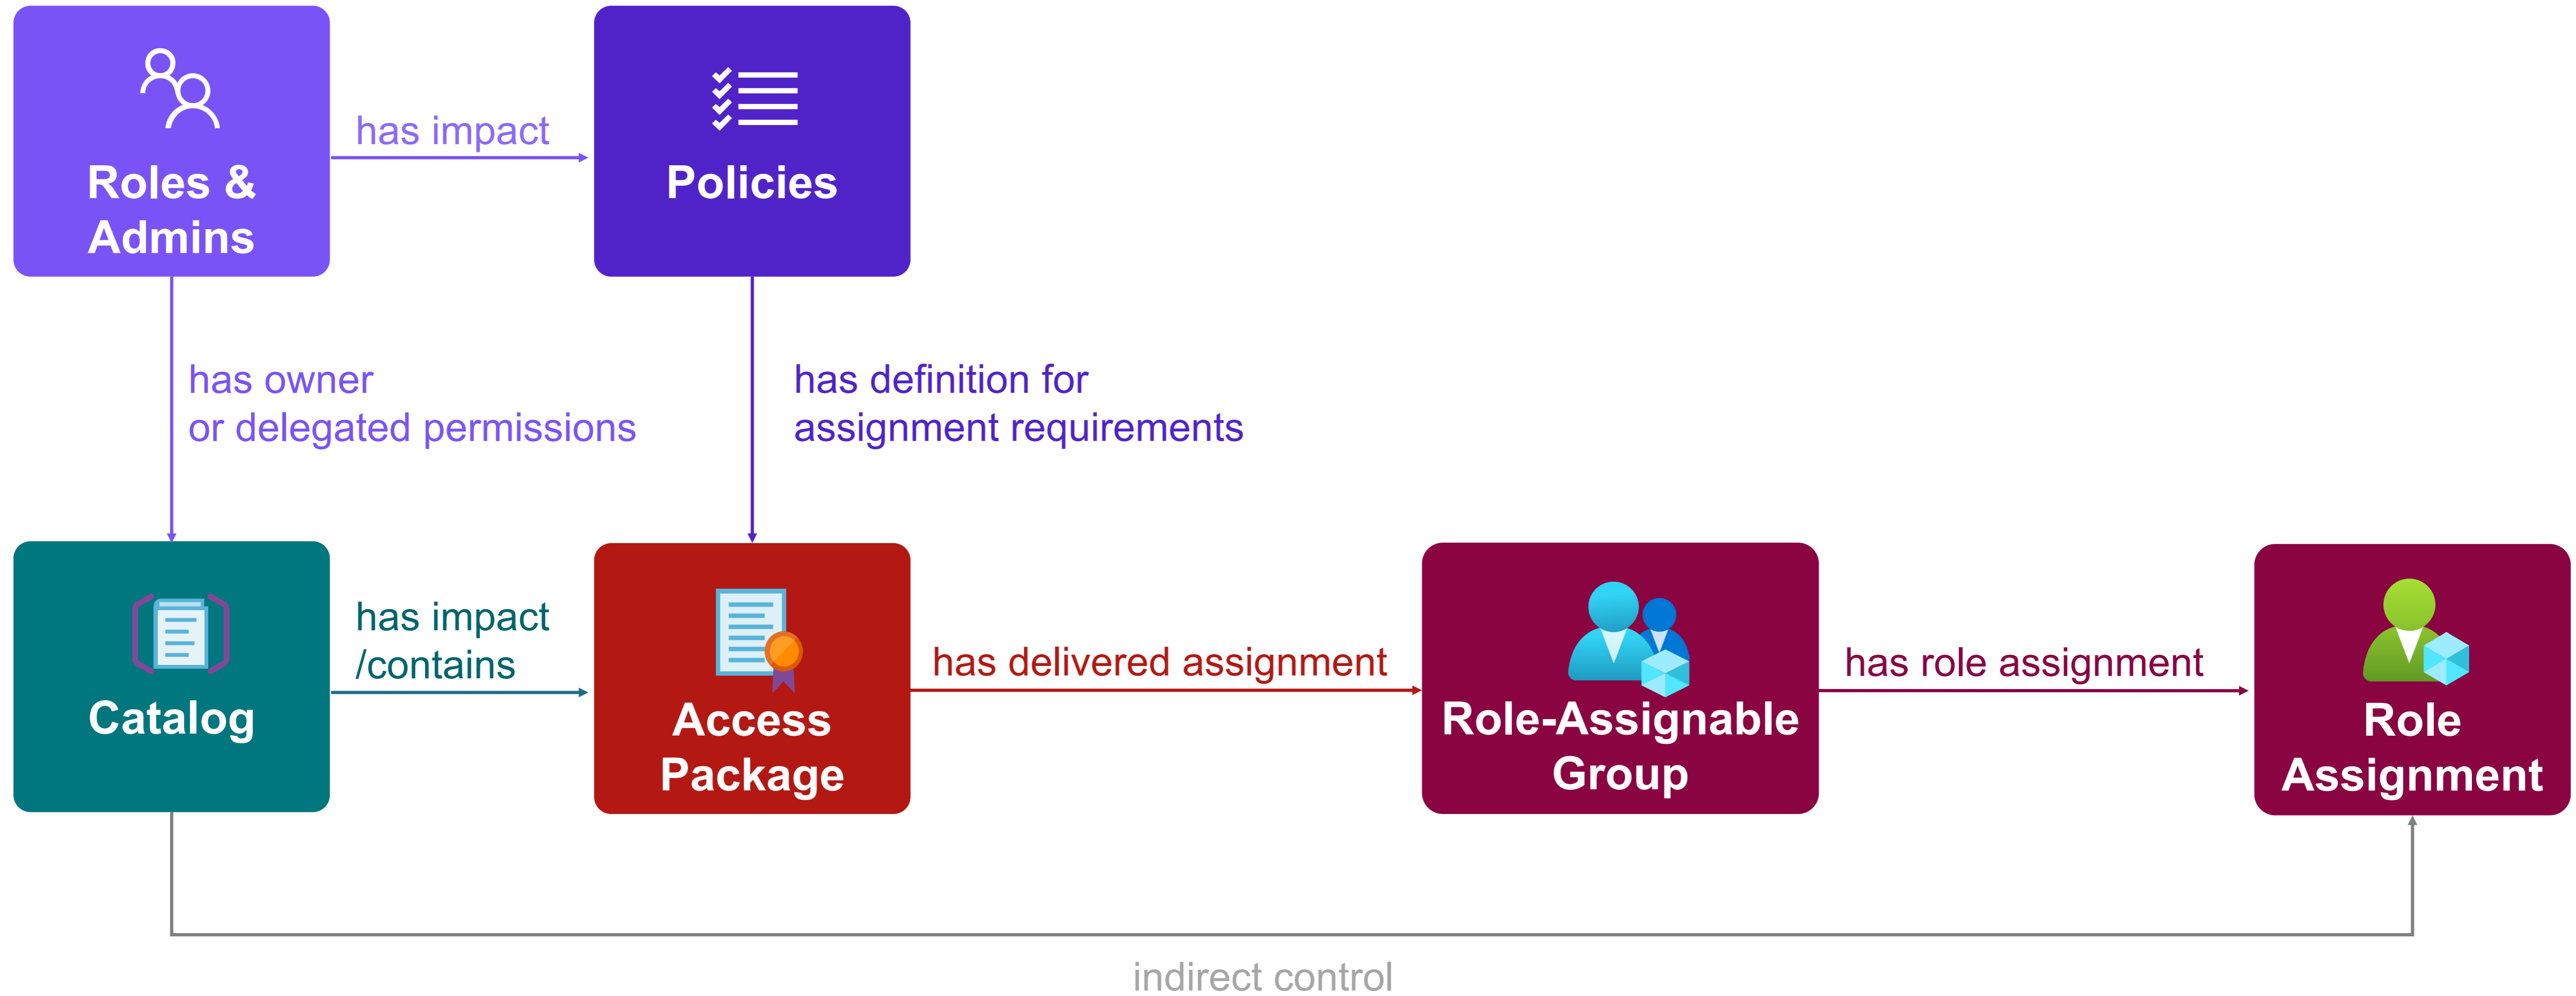 Roles &
Admins
has impact
Policies
has owner
or delegated permissions
has definition for
assignment requirements
Catalog
has impact
/contains
Access
Package
has delivered assignment
Role-Assignable
Group
has role assignment
Role
Assignment
indirect control